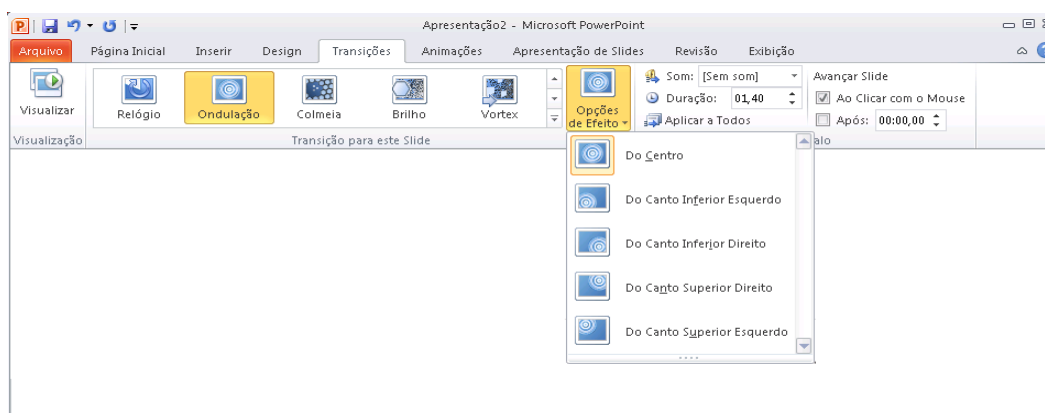 Apresentação2 - Microsoft PowerPoint
Arquivo Página Inicial Inserir Design Transições Animações Apresentação de Slides Revisão Exibição
Visualizar
Relógio Ondulação Colmeia Brilho Vortex
Opções de Efeito
Som: [Sem som]
Duração: 01,40
Aplicar a Todos
Avançar Slide
Ao Clicar com o Mouse
Após: 00:00,00
Visualização Transição para este Slide alo
Do Centro
Do Canto Inferior Esquerdo
Do Canto Inferior Direito
Do Canto Superior Direito
Do Canto Superior Esquerdo